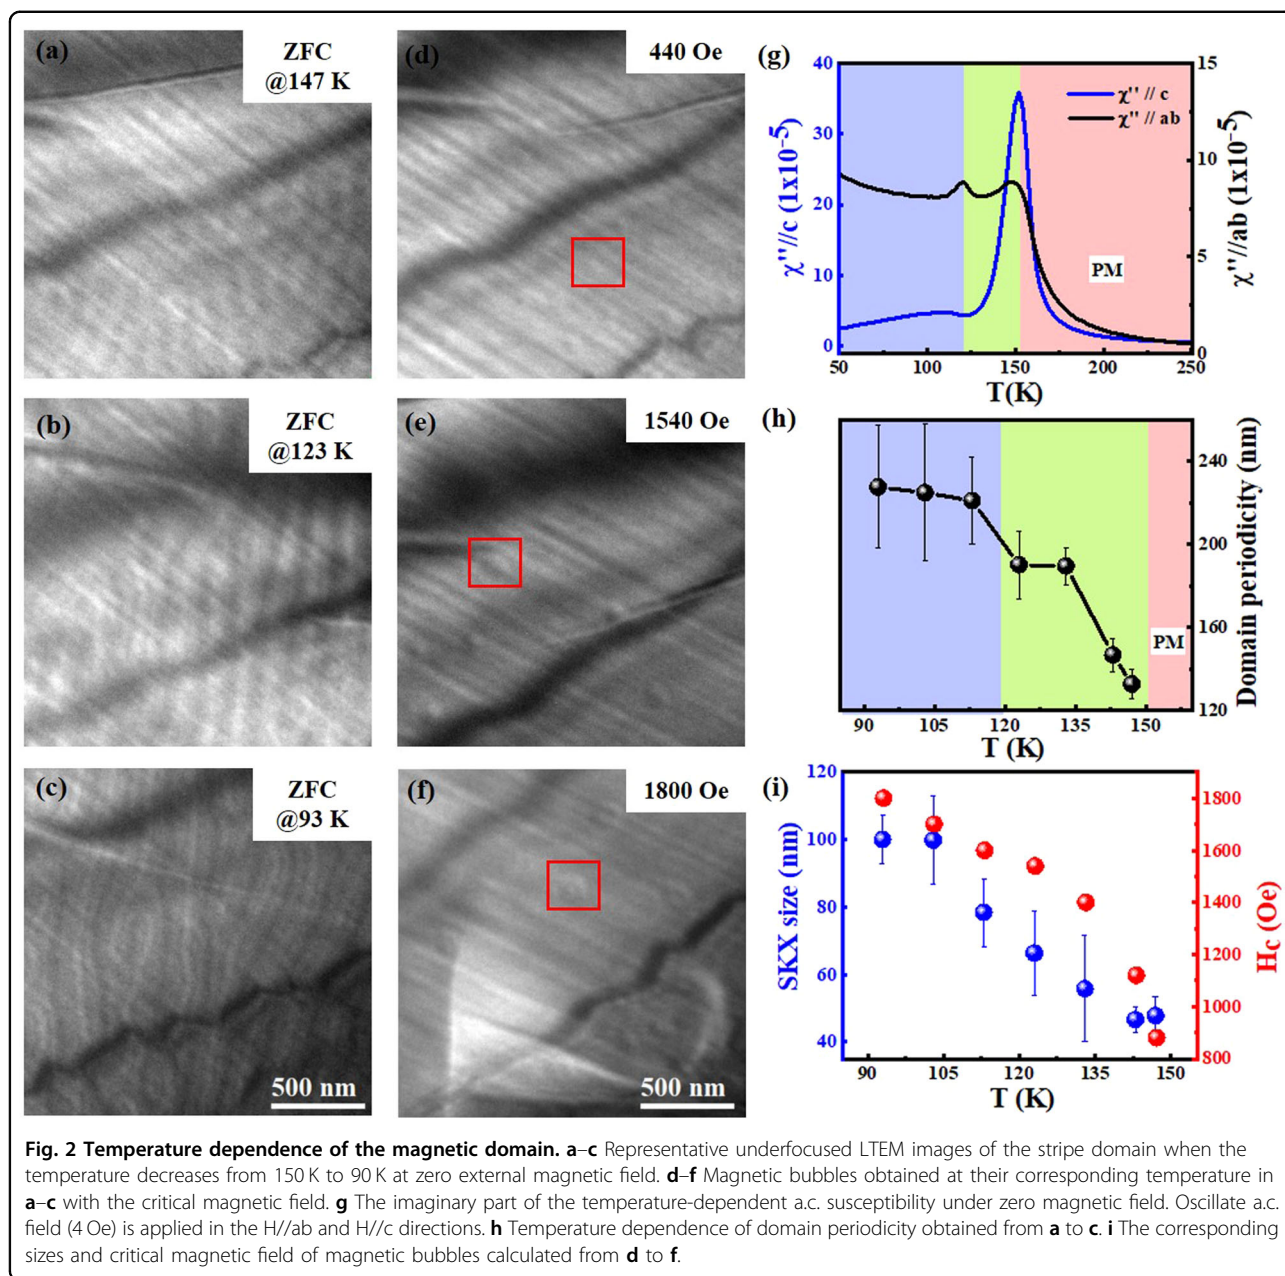 (a)
ZFC
@147 K
(d)
440 Oe
(g)
40
30
20
10
0
χ''//c (1x10⁻⁵)
χ'' // c
χ'' // ab
PM
15
10
5
0
χ''//ab (1x10⁻⁵)
50
100
150
200
250
T(K)
(b)
ZFC
@123 K
(e)
1540 Oe
(h)
240
200
160
120
Domain periodicity (nm)
PM
90
105
120
135
150
T (K)
(c)
ZFC
@93 K
500 nm
(f)
1800 Oe
500 nm
(i)
120
100
80
60
40
SKX size (nm)
1800
1600
1400
1200
1000
800
Hc (Oe)
90
105
120
135
150
T (K)
Fig. 2 Temperature dependence of the magnetic domain. a–c Representative underfocused LTEM images of the stripe domain when the
temperature decreases from 150 K to 90 K at zero external magnetic field. d–f Magnetic bubbles obtained at their corresponding temperature in
a–c with the critical magnetic field. g The imaginary part of the temperature-dependent a.c. susceptibility under zero magnetic field. Oscillate a.c.
field (4 Oe) is applied in the H//ab and H//c directions. h Temperature dependence of domain periodicity obtained from a to c. i The corresponding
sizes and critical magnetic field of magnetic bubbles calculated from d to f.